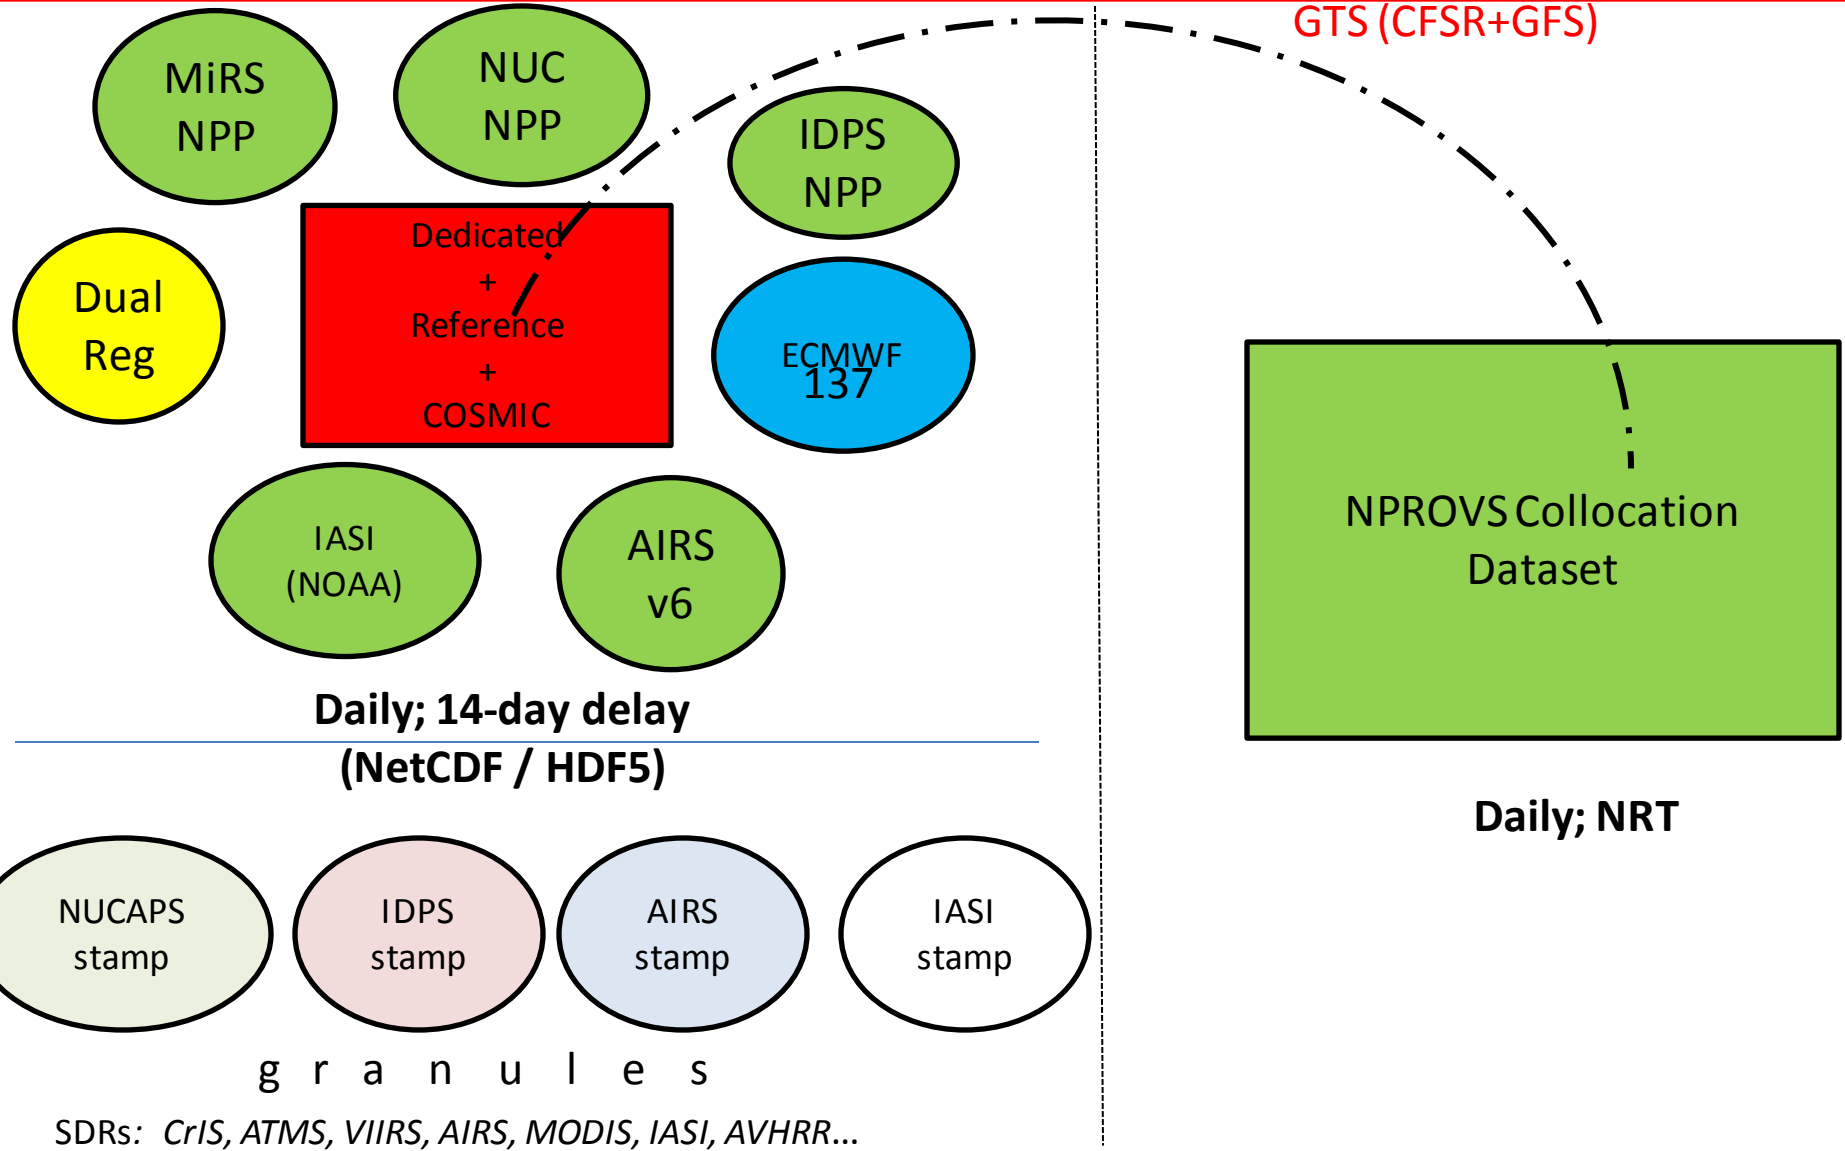 GTS (CFSR+GFS)
MiRS
NPP
NUC
NPP
IDPS
NPP
Dual
Reg
Dedicated
+
Reference
+
COSMIC
ECMWF
137
IASI
(NOAA)
AIRS
v6
Daily; 14-day delay
(NetCDF / HDF5)
NUCAPS
stamp
IDPS
stamp
AIRS
stamp
IASI
stamp
g r a n u l e s
SDRs: CrIS, ATMS, VIIRS, AIRS, MODIS, IASI, AVHRR...
NPROVS Collocation
Dataset
Daily; NRT